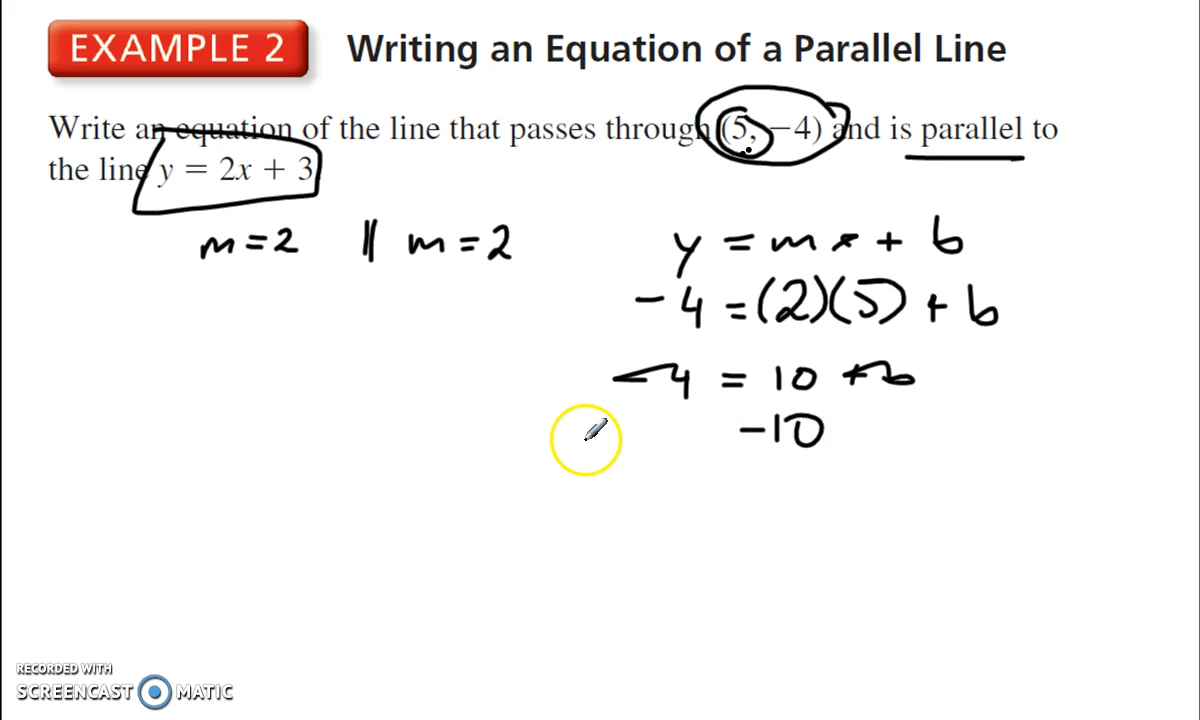 EXAMPLE 2 Writing an Equation of a Parallel Line
Write an equation of the line that passes through (5, −4) and is parallel to
the line y = 2x + 3
m = 2 || m = 2
y = mx + b
-4 = (2)(5) + b
-4 = 10 + b
-10
RECORDED WITH
SCREENCAST MATIC